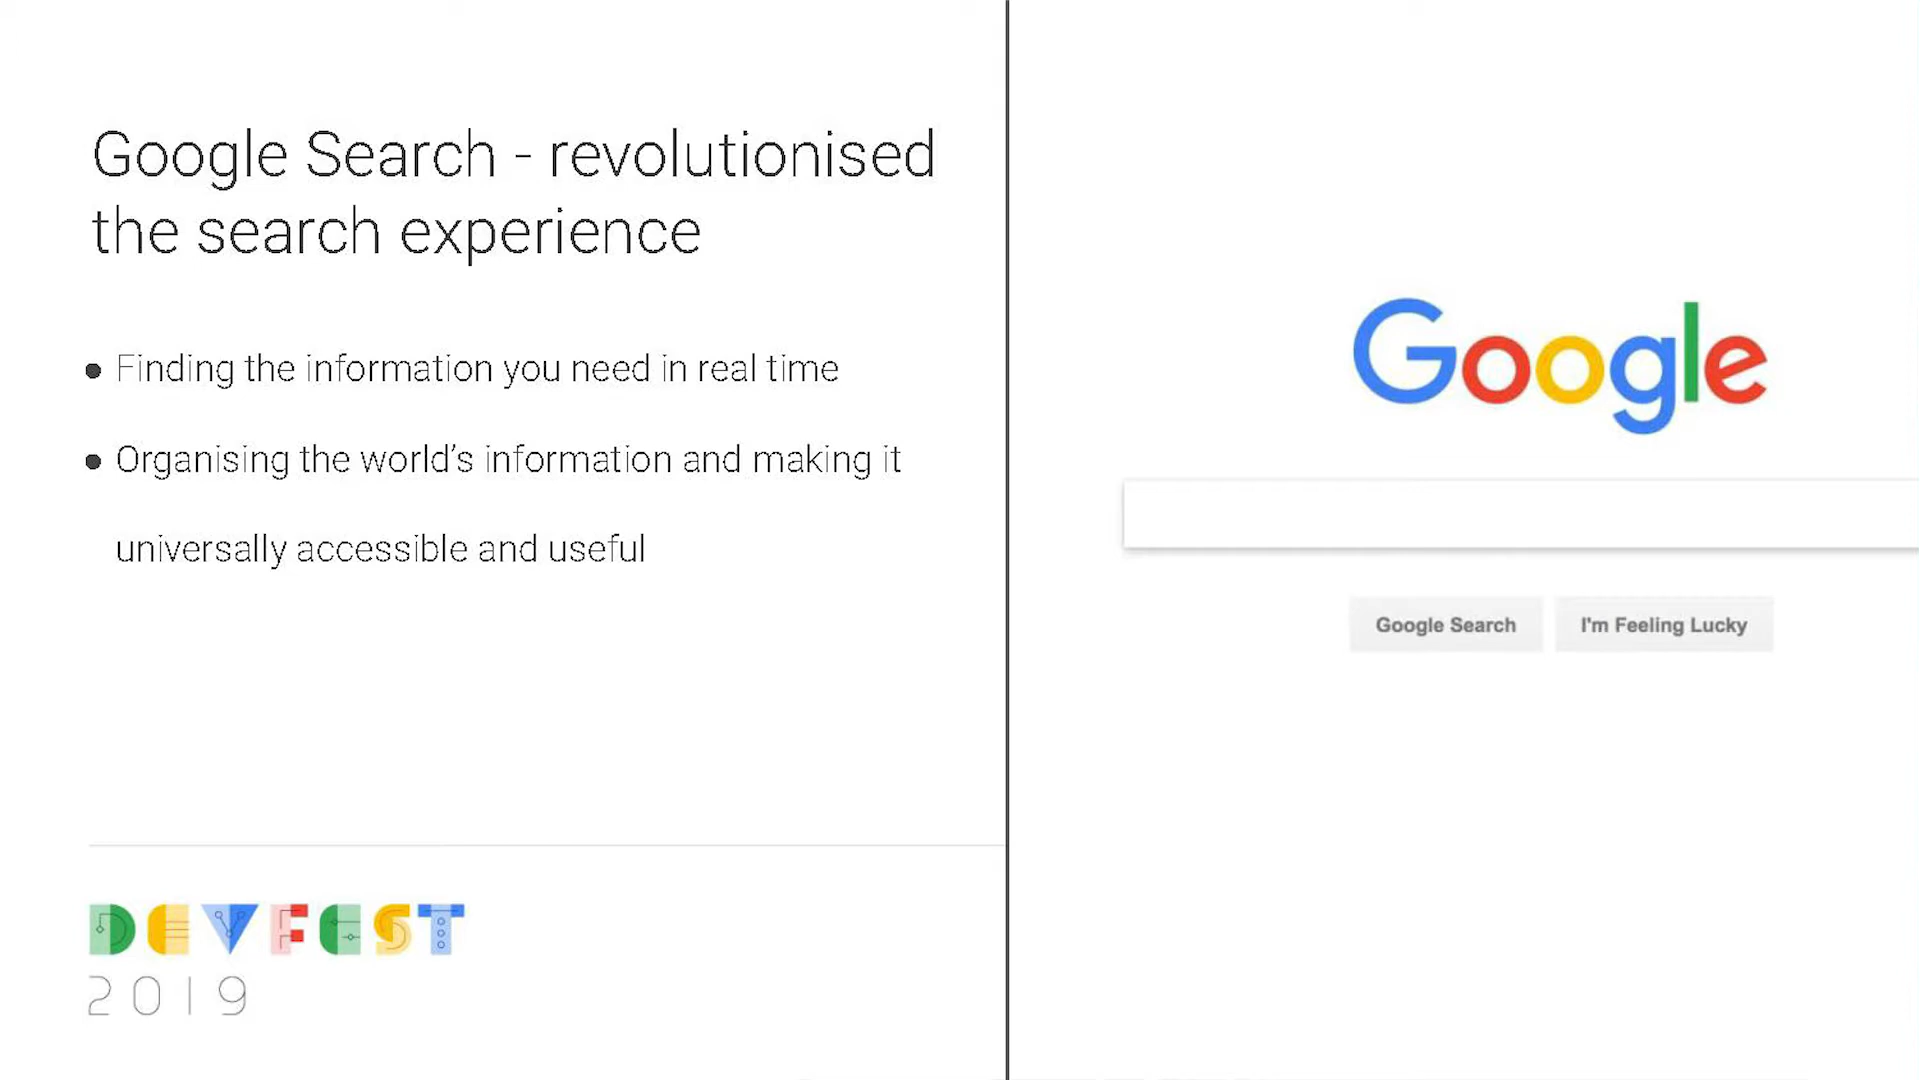 Google Search - revolutionised
the search experience
● Finding the information you need in real time
● Organising the world’s information and making it
universally accessible and useful
DEVFEST
2019
Google
Google Search
I'm Feeling Lucky